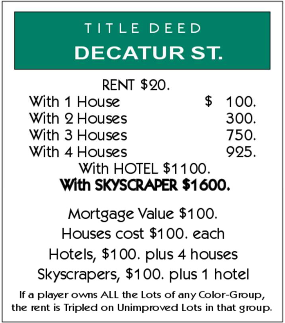 TITLE DEED
DECATUR ST.
RENT $20.
With 1 House $ 100.
With 2 Houses 300.
With 3 Houses 750.
With 4 Houses 925.
With HOTEL $1100.
With SKYSCRAPER $1600.
Mortgage Value $100.
Houses cost $100. each
Hotels, $100. plus 4 houses
Skyscrapers, $100. plus 1 hotel
If a player owns ALL the Lots of any Color-Group,
the rent is Tripled on Unimproved Lots in that group.